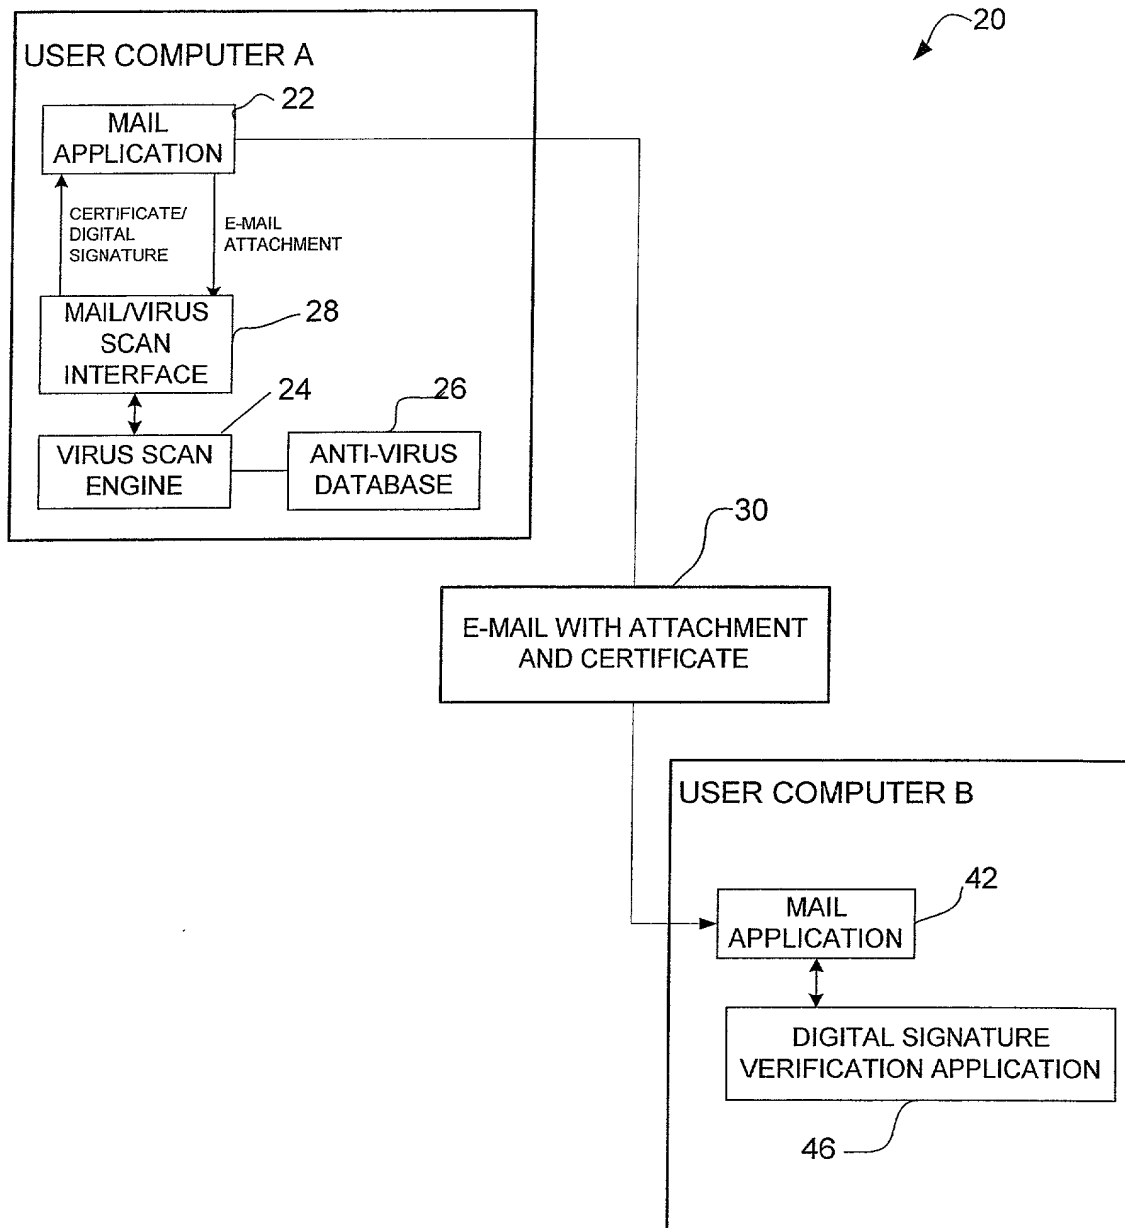 20
USER COMPUTER A
22
MAIL
APPLICATION
CERTIFICATE/
DIGITAL
SIGNATURE
E-MAIL
ATTACHMENT
MAIL/VIRUS
SCAN
INTERFACE
28
24
26
VIRUS SCAN
ENGINE
ANTI-VIRUS
DATABASE
30
E-MAIL WITH ATTACHMENT
AND CERTIFICATE
USER COMPUTER B
42
MAIL
APPLICATION
DIGITAL SIGNATURE
VERIFICATION APPLICATION
46